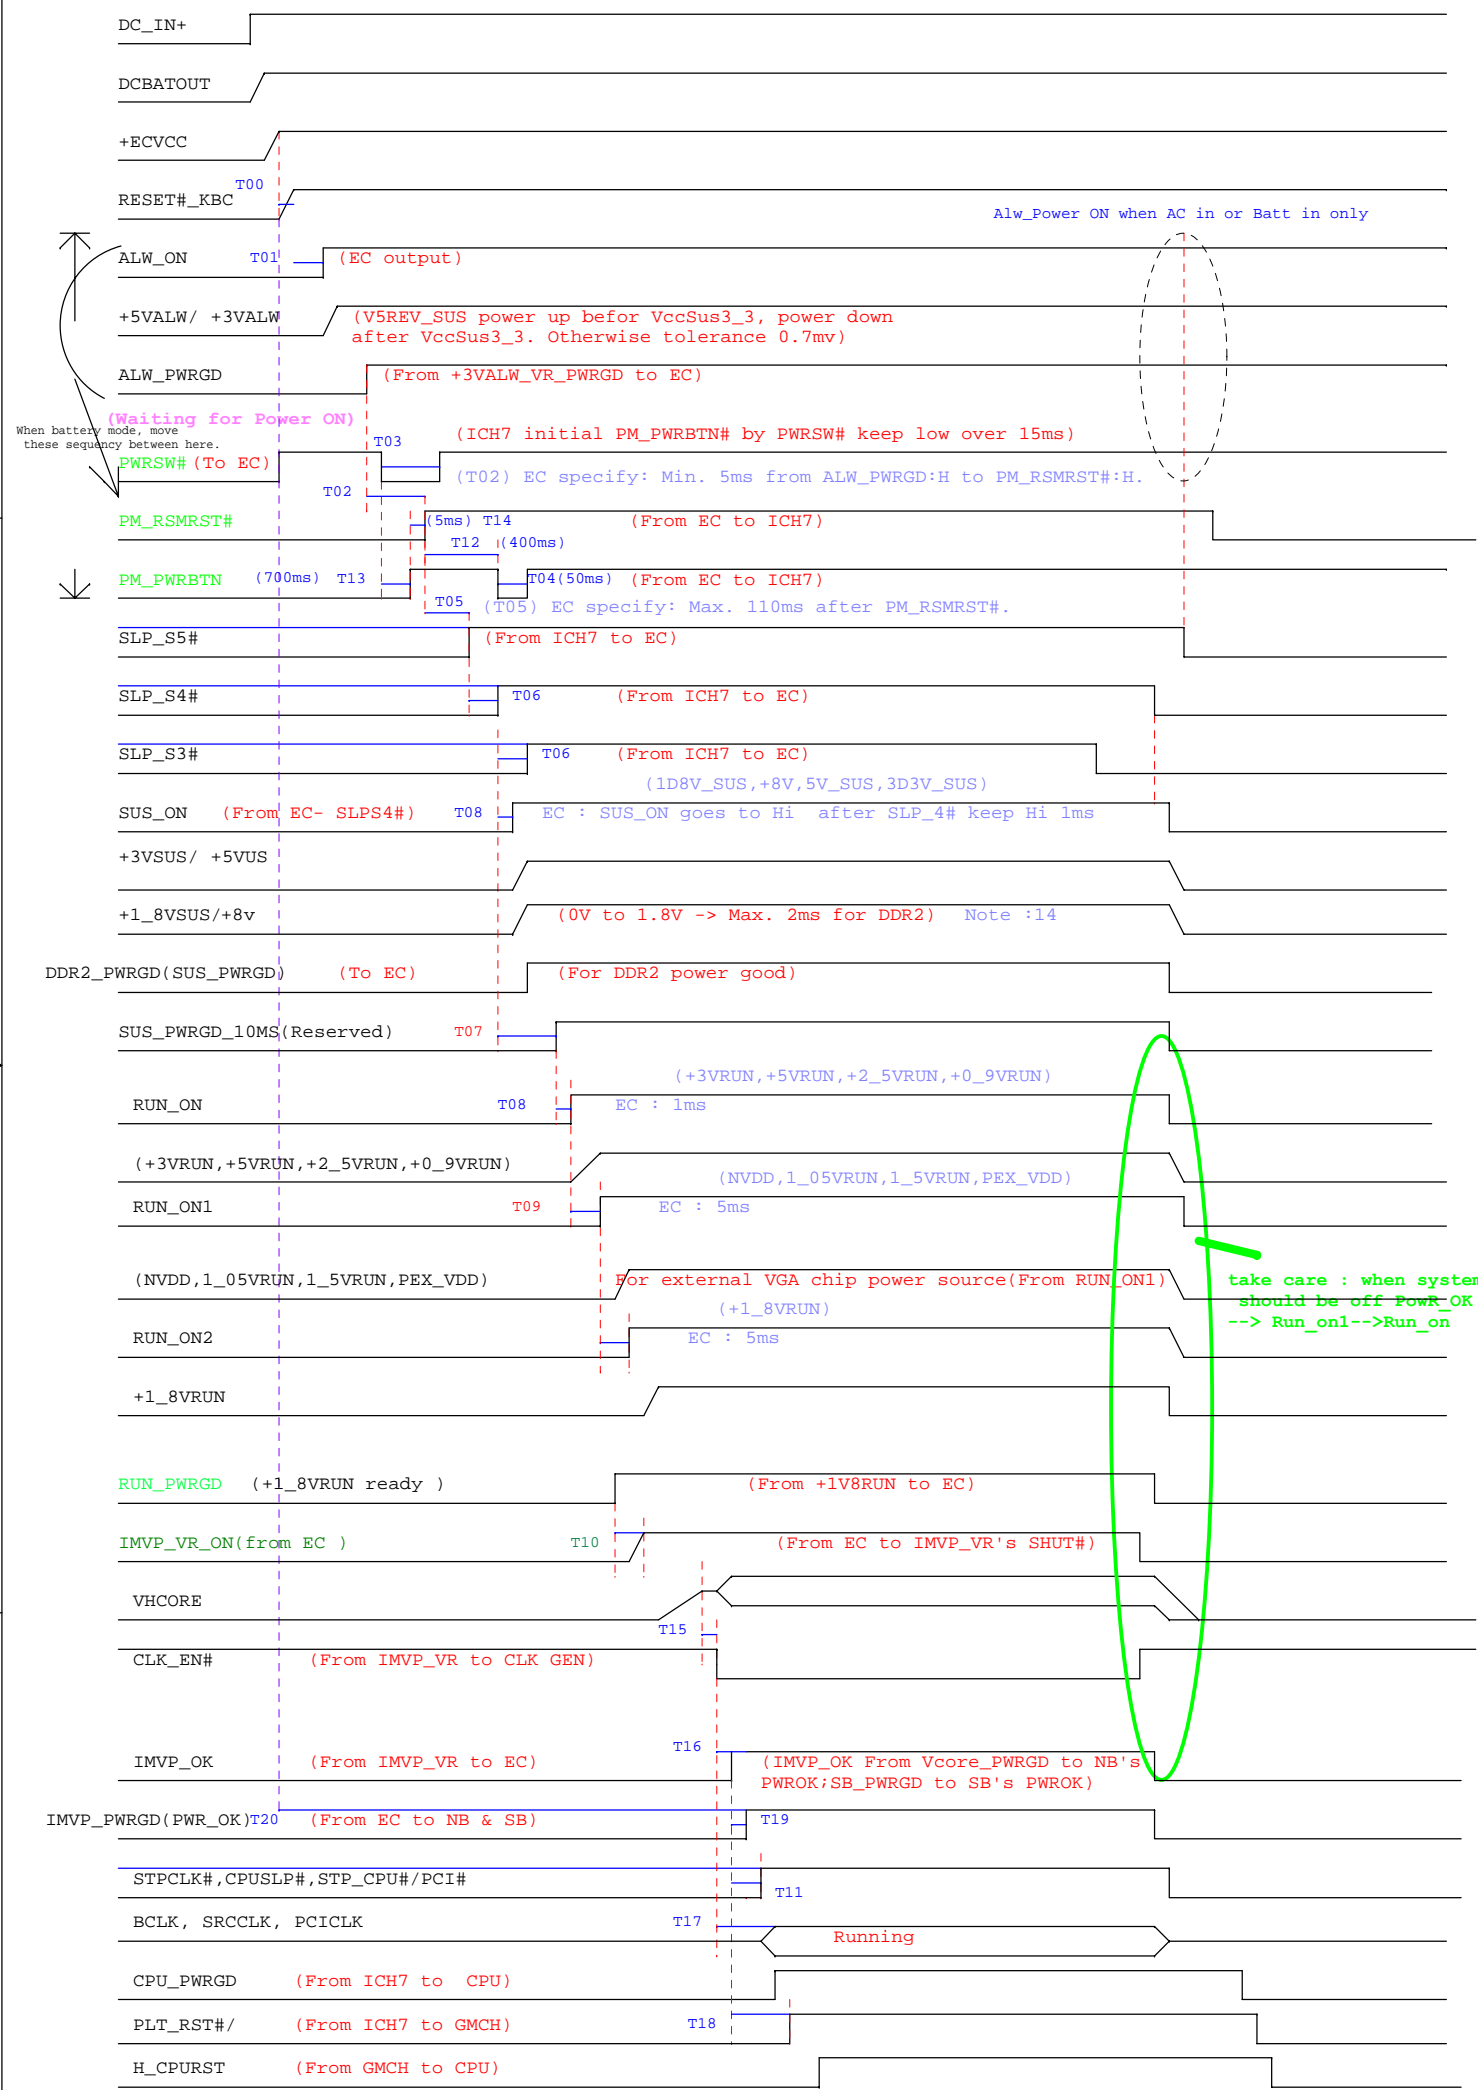 DC_IN+
DCBATOUT
+ECVCC
T00
RESET#_KBC
Alw_Power ON when AC in or Batt in only
ALW_ON T01 (EC output)
+5VALW/ +3VALW (V5REV_SUS power up befor VccSus3_3, power down
after VccSus3_3. Otherwise tolerance 0.7mv)
ALW_PWRGD (From +3VALW_VR_PWRGD to EC)
(Waiting for Power ON)
When battery mode, move
these sequency between here.
T03 (ICH7 initial PM_PWRBTN# by PWRSW# keep low over 15ms)
PWRSW# (To EC)
(T02) EC specify: Min. 5ms from ALW_PWRGD:H to PM_RSMRST#:H.
T02
PM_RSMRST# (5ms) T14 (From EC to ICH7)
T12 (400ms)
PM_PWRBTN (700ms) T13 T04(50ms) (From EC to ICH7)
T05 (T05) EC specify: Max. 110ms after PM_RSMRST#.
SLP_S5# (From ICH7 to EC)
SLP_S4# T06 (From ICH7 to EC)
SLP_S3# T06 (From ICH7 to EC)
(1D8V_SUS,+8V,5V_SUS,3D3V_SUS)
SUS_ON (From EC- SLPS4#) T08 EC : SUS_ON goes to Hi after SLP_4# keep Hi 1ms
+3VSUS/ +5VUS
+1_8VSUS/+8v (0V to 1.8V -> Max. 2ms for DDR2) Note :14
DDR2_PWRGD(SUS_PWRGD) (To EC) (For DDR2 power good)
SUS_PWRGD_10MS(Reserved) T07
(+3VRUN,+5VRUN,+2_5VRUN,+0_9VRUN)
RUN_ON T08 EC : 1ms
(+3VRUN,+5VRUN,+2_5VRUN,+0_9VRUN)
(NVDD,1_05VRUN,1_5VRUN,PEX_VDD)
RUN_ON1 T09 EC : 5ms
(NVDD,1_05VRUN,1_5VRUN,PEX_VDD) For external VGA chip power source(From RUN_ON1)
take care : when system
should be off PowR_OK
--> Run_on1-->Run_on
(+1_8VRUN)
RUN_ON2 EC : 5ms
+1_8VRUN
RUN_PWRGD (+1_8VRUN ready ) (From +1V8RUN to EC)
IMVP_VR_ON(from EC ) T10 (From EC to IMVP_VR's SHUT#)
VHCORE
T15
CLK_EN# (From IMVP_VR to CLK GEN)
T16
IMVP_OK (From IMVP_VR to EC) (IMVP_OK From Vcore_PWRGD to NB's
PWROK;SB_PWRGD to SB's PWROK)
IMVP_PWRGD(PWR_OK) T20 (From EC to NB & SB) T19
STPCLK#,CPUSLP#,STP_CPU#/PCI#
T11
BCLK, SRCCLK, PCICLK T17
Running
CPU_PWRGD (From ICH7 to CPU)
PLT_RST#/ (From ICH7 to GMCH) T18
H_CPURST (From GMCH to CPU)